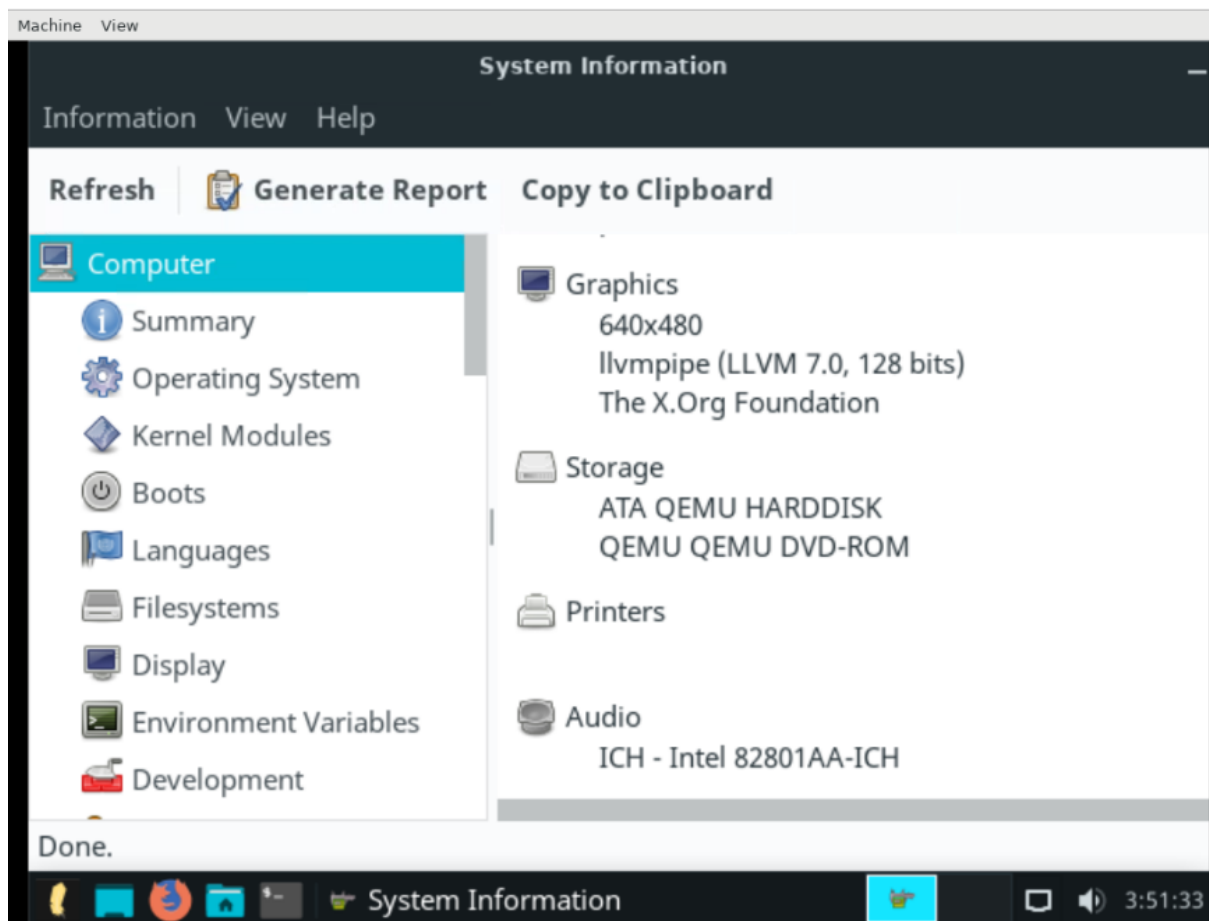 Machine View
System Information
Information View Help
Refresh Generate Report Copy to Clipboard
Computer
Summary
Operating System
Kernel Modules
Boots
Languages
Filesystems
Display
Environment Variables
Development
Graphics
640x480
llvmpipe (LLVM 7.0, 128 bits)
The X.Org Foundation
Storage
ATA QEMU HARDDISK
QEMU QEMU DVD-ROM
Printers
Audio
ICH - Intel 82801AA-ICH
Done.
System Information 3:51:33